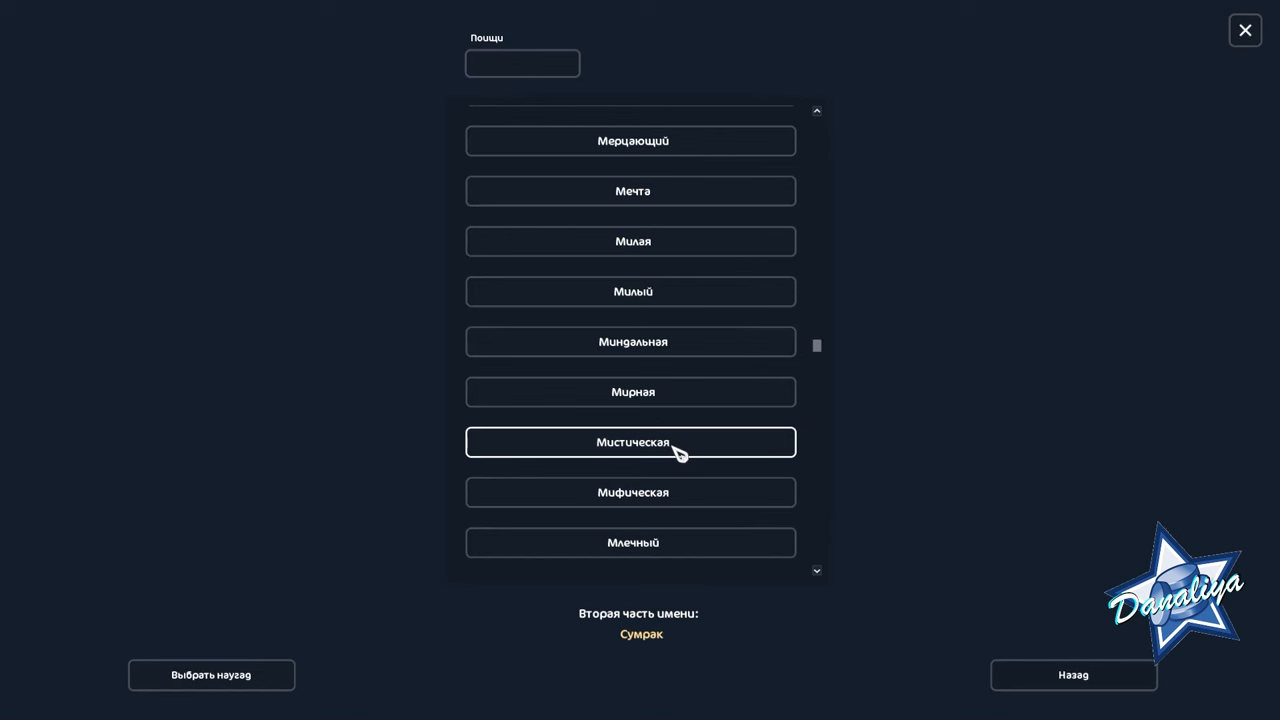 Поищи
Мерцающий
Мечта
Милая
Милый
Миндальная
Мирная
Мистическая
Мифическая
Млечный
Вторая часть имени:
Сумрак
Выбрать наугад
Назад
Danaliya